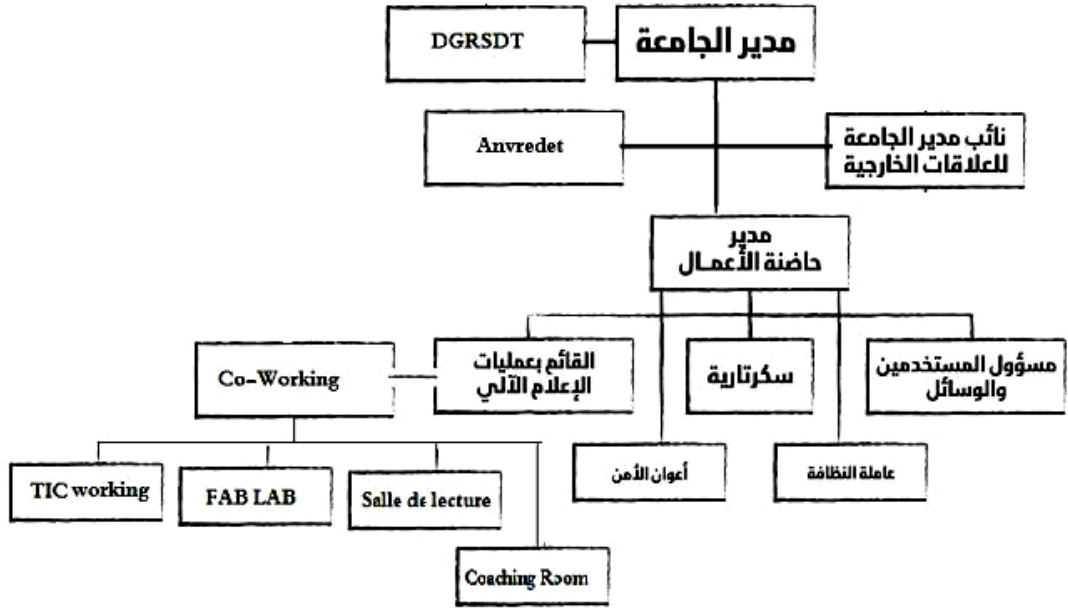 DGRSDT
مدير الجامعة
Anvredet
نائب مدير الجامعة
للعلاقات الخارجية
مدير
حاضنة الأعمـال
Co-Working
القائم بعمليات
الإعلام الآلي
سكرتارية
مسؤول المستخدمين
والوسائل
TIC working
FAB LAB
Salle de lecture
أعوان الأمن
عاملة النظافة
Coaching Room